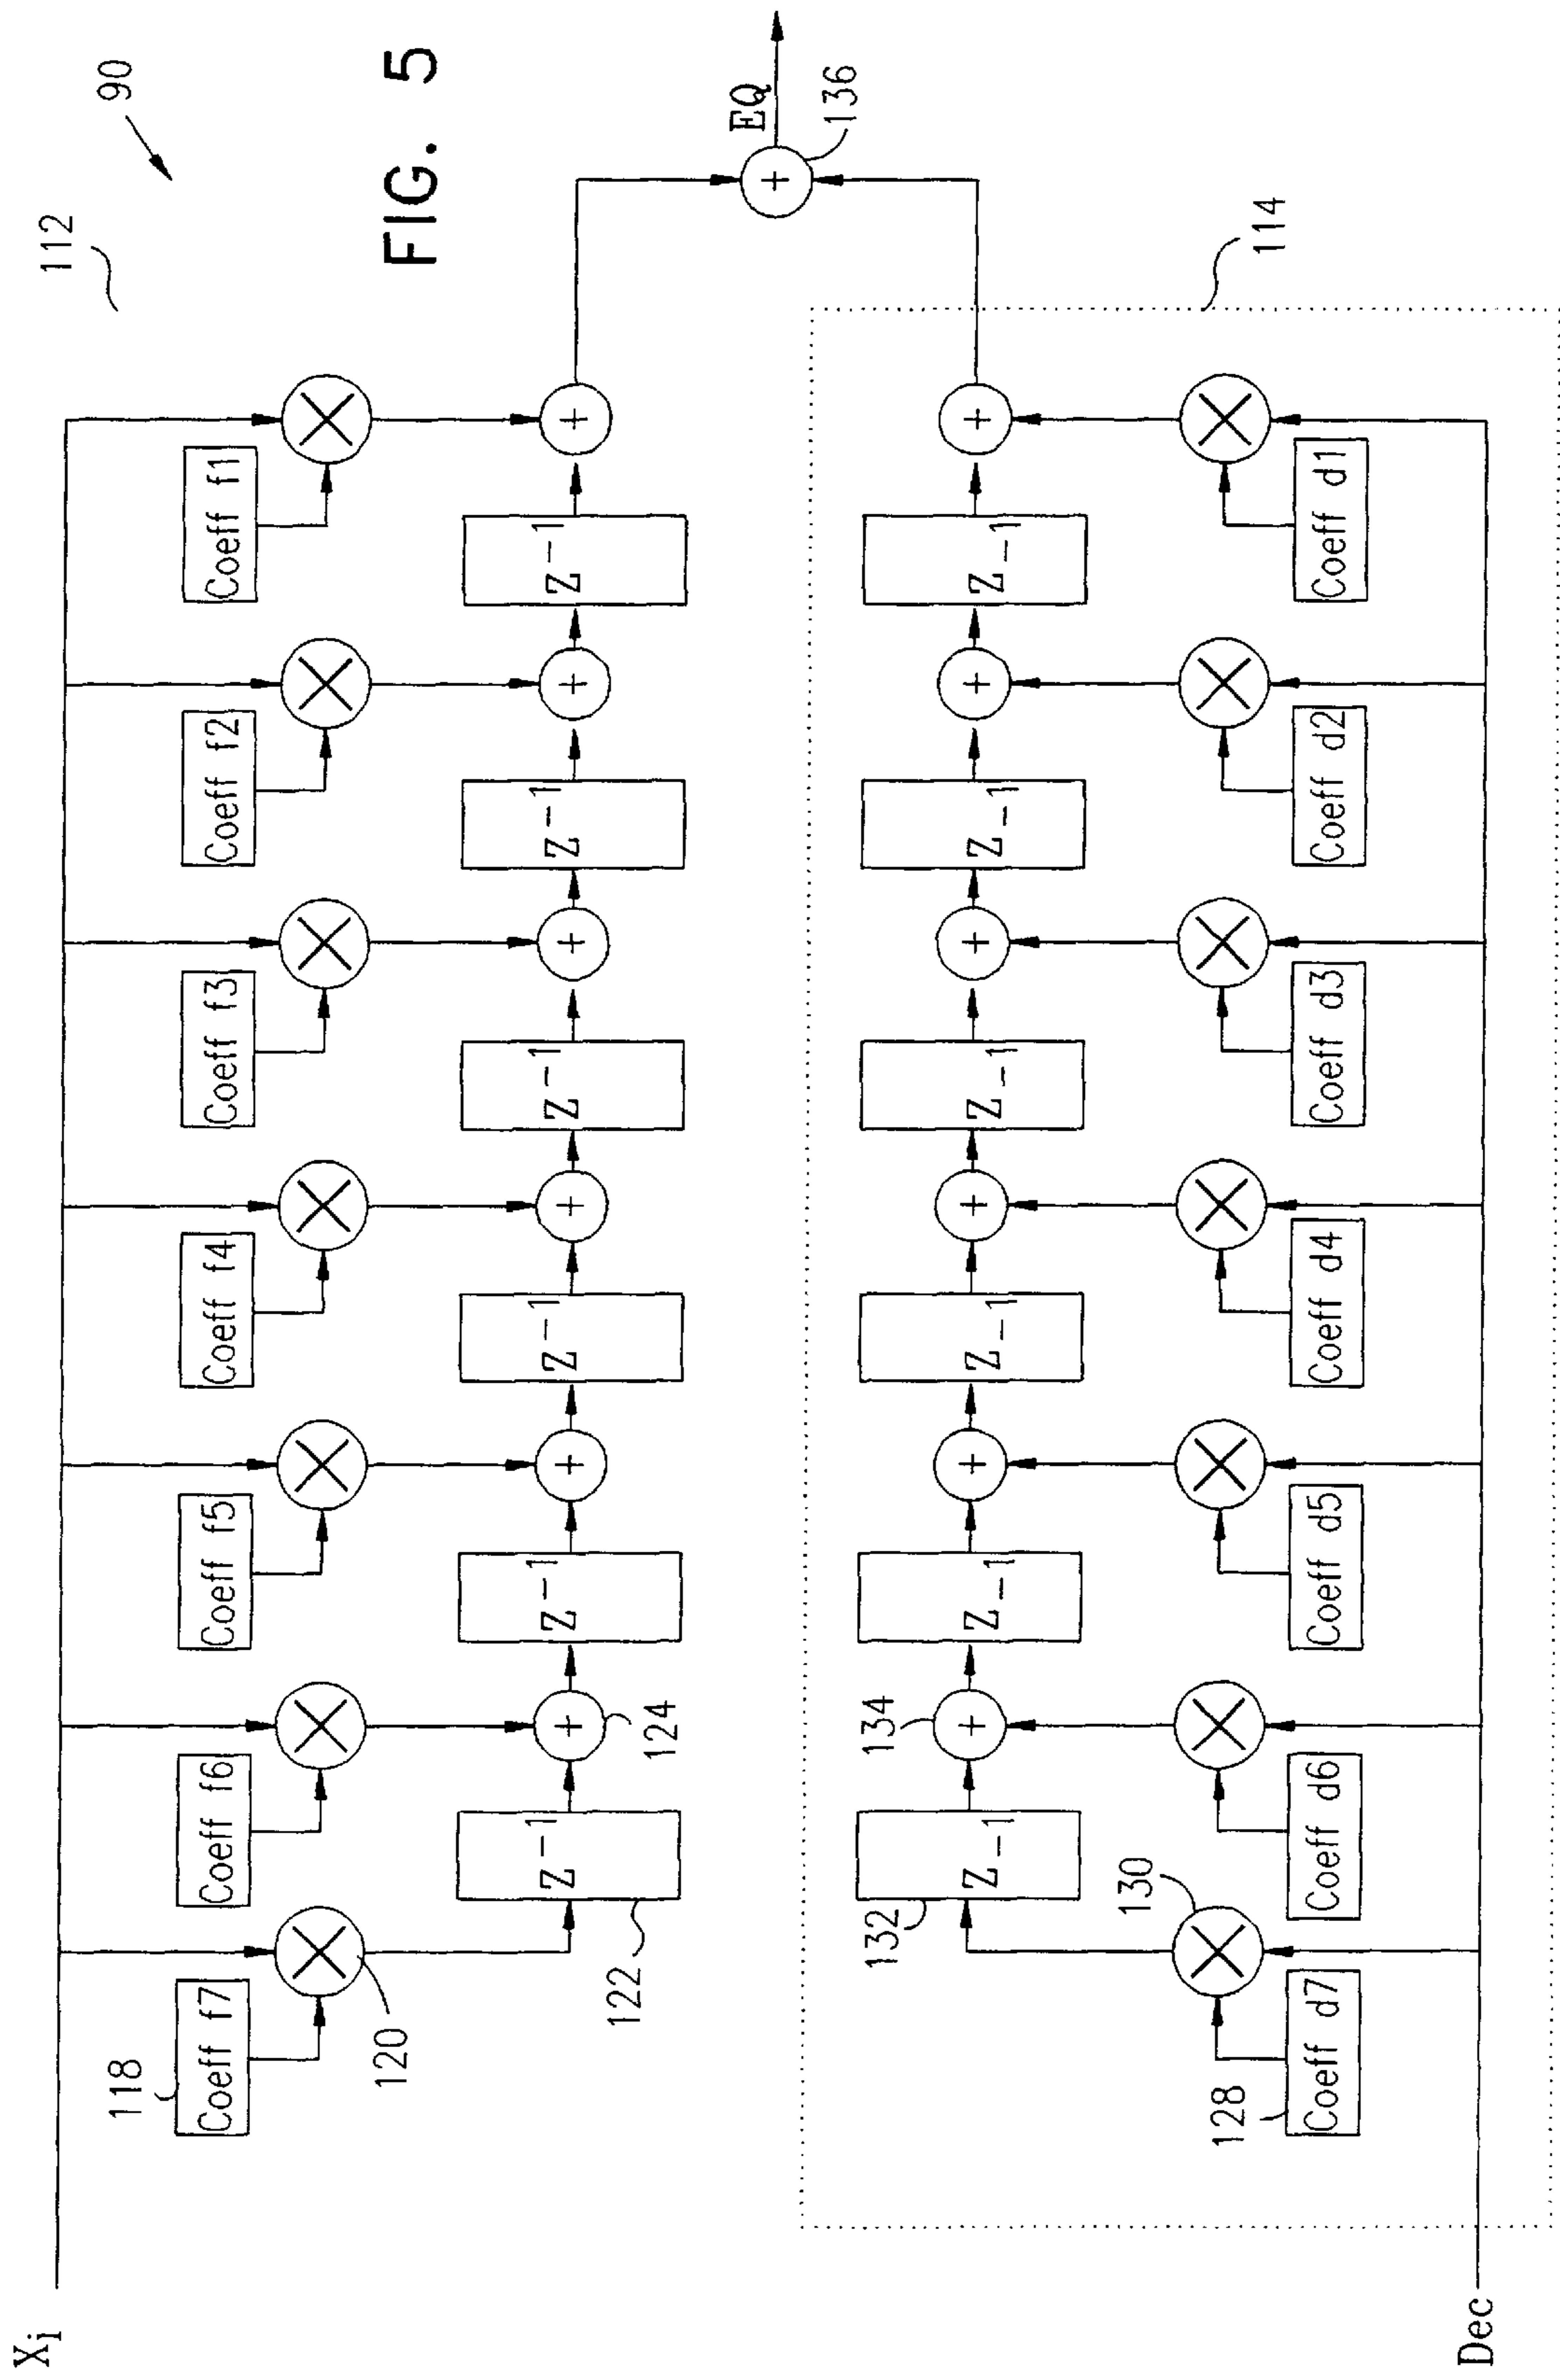 112
90
X_i
118
Coeff f7
Coeff f6
Coeff f5
Coeff f4
Coeff f3
Coeff f2
Coeff f1
120
FIG. 5
Z⁻¹
Z⁻¹
Z⁻¹
Z⁻¹
Z⁻¹
Z⁻¹
122
124
EQ
136
132
134
Z₋₁
Z₋₁
Z₋₁
Z₋₁
Z₋₁
Z₋₁
130
128
Coeff d7
Coeff d6
Coeff d5
Coeff d4
Coeff d3
Coeff d2
Coeff d1
114
Dec